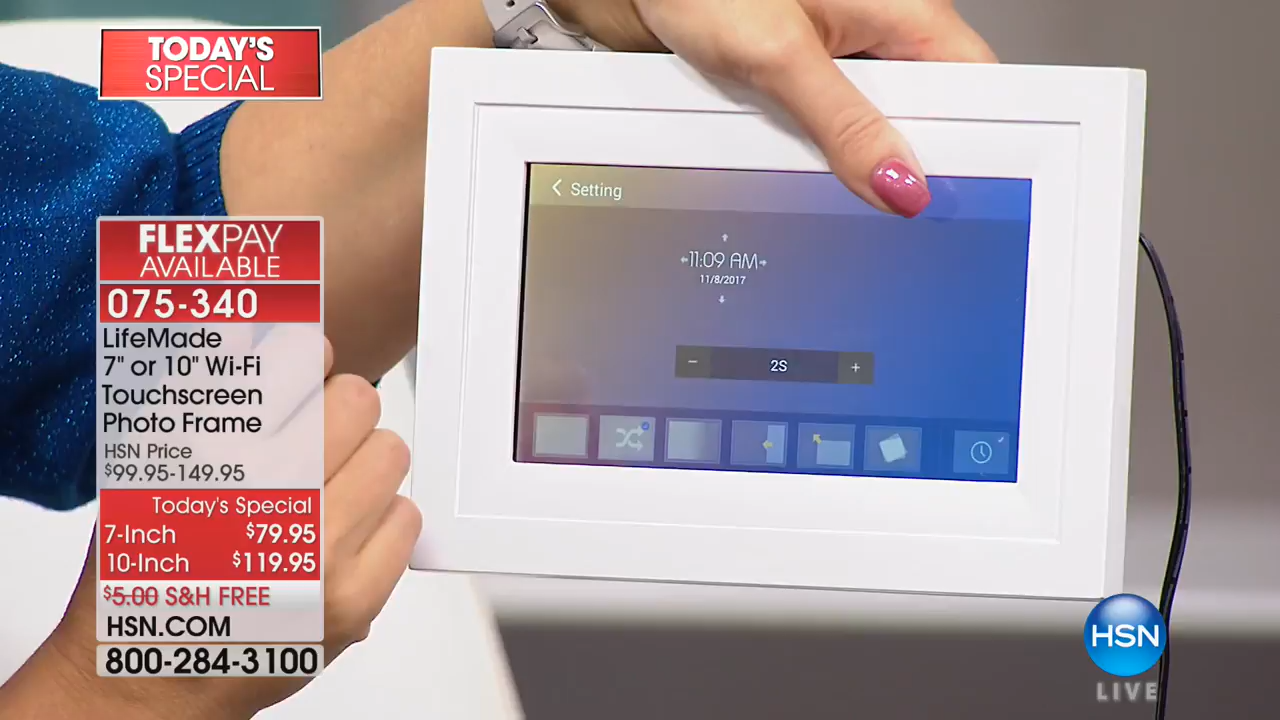 TODAY'S
SPECIAL
FLEXPAY
AVAILABLE
075-340
LifeMade
7" or 10" Wi-Fi
Touchscreen
Photo Frame
HSN Price
$99.95-149.95
Today's Special
7-Inch $79.95
10-Inch $119.95
$5.00 S&H FREE
HSN.COM
800-284-3100
Setting
11:09 AM
11/8/2017
- 2S +
HSN
LIVE